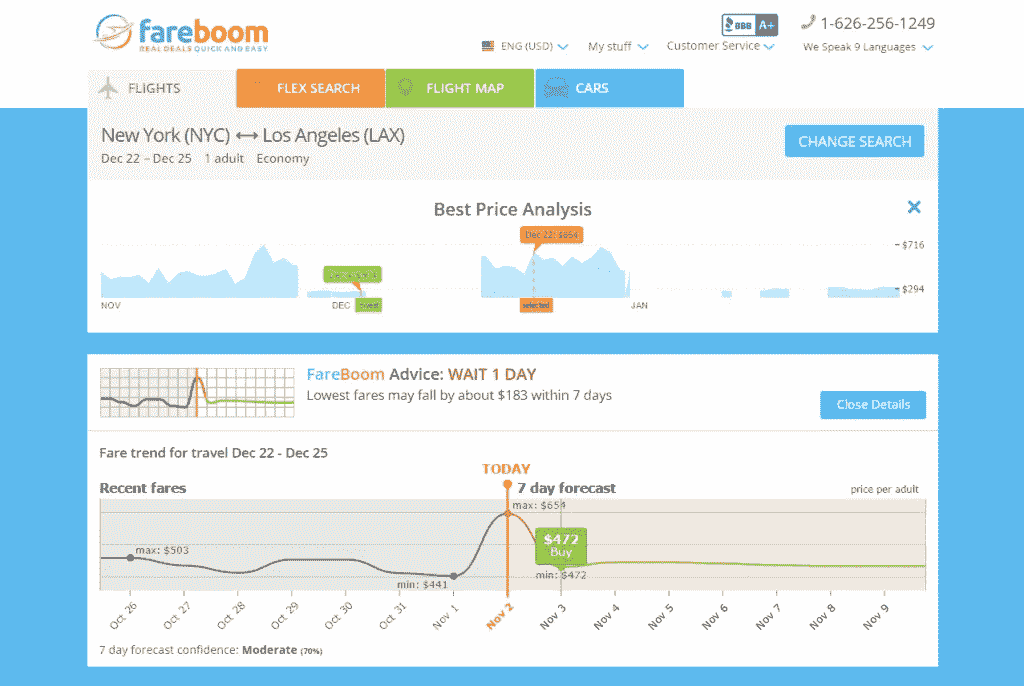 fareboom
REAL DEALS QUICK AND EASY
BBB A+
1-626-256-1249
ENG (USD) My stuff Customer Service We Speak 9 Languages
FLIGHTS FLEX SEARCH FLIGHT MAP CARS
New York (NYC) ↔ Los Angeles (LAX)
Dec 22 – Dec 25 1 adult Economy
CHANGE SEARCH
Best Price Analysis
Dec 22: $654
$716
$294
NOV DEC selected JAN
FareBoom Advice: WAIT 1 DAY
Lowest fares may fall by about $183 within 7 days
Close Details
Fare trend for travel Dec 22 - Dec 25
TODAY
Recent fares 7 day forecast price per adult
max: $654
max: $503
$472
Buy
min: $472
min: $441
Oct 26 Oct 27 Oct 28 Oct 29 Oct 30 Oct 31 Nov 1 Nov 2 Nov 3 Nov 4 Nov 5 Nov 6 Nov 7 Nov 8 Nov 9
7 day forecast confidence: Moderate (70%)